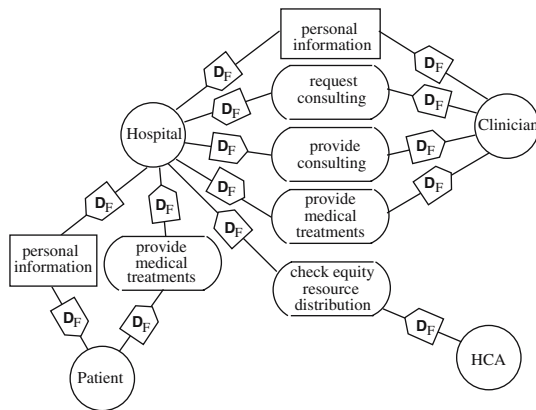 personal
information
D_F
D_F
request
consulting
D_F
D_F
Hospital
Clinician
D_F
provide
consulting
D_F
D_F
provide
medical
treatments
D_F
D_F
D_F
D_F
personal
information
provide
medical
treatments
check equity
resource
distribution
D_F
D_F
D_F
Patient
HCA